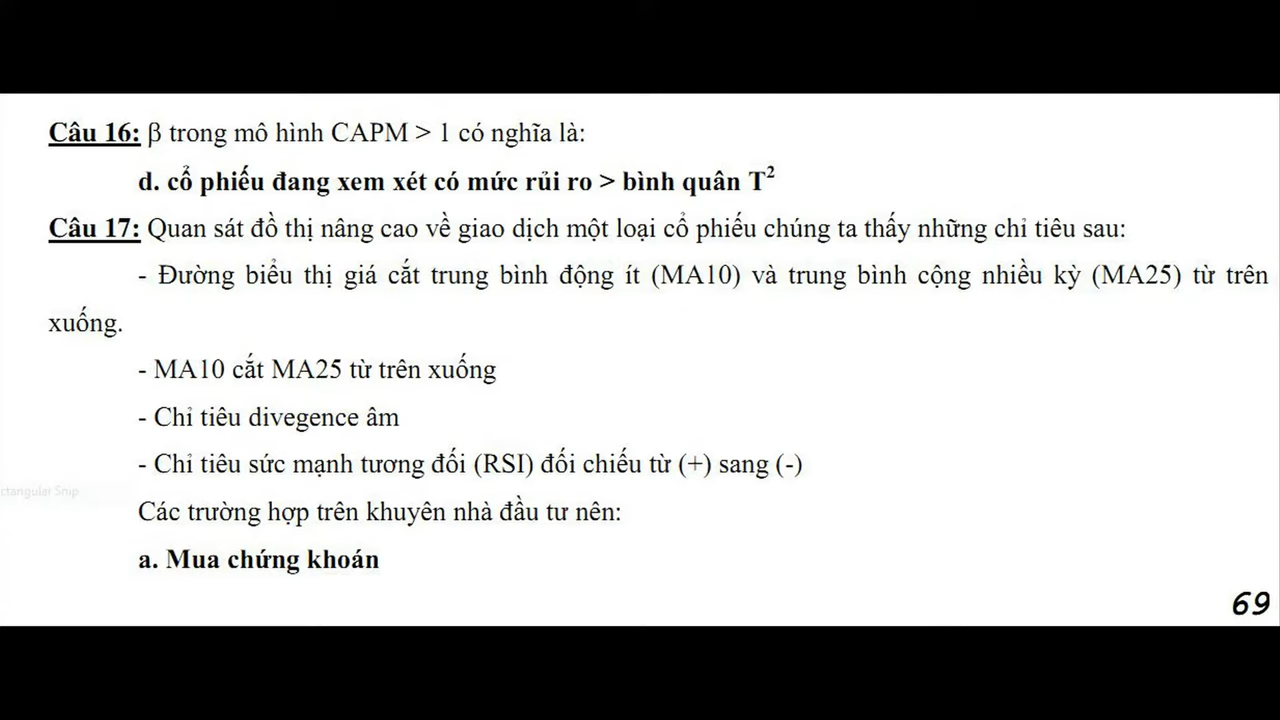 Câu 16: β trong mô hình CAPM > 1 có nghĩa là:
d. cổ phiếu đang xem xét có mức rủi ro > bình quân T²
Câu 17: Quan sát đồ thị nâng cao về giao dịch một loại cổ phiếu chúng ta thấy những chỉ tiêu sau:
- Đường biểu thị giá cắt trung bình động ít (MA10) và trung bình cộng nhiều kỳ (MA25) từ trên
xuống.
- MA10 cắt MA25 từ trên xuống
- Chỉ tiêu divegence âm
- Chỉ tiêu sức mạnh tương đối (RSI) đối chiếu từ (+) sang (-)
ctangular Snip
Các trường hợp trên khuyên nhà đầu tư nên:
a. Mua chứng khoán
69